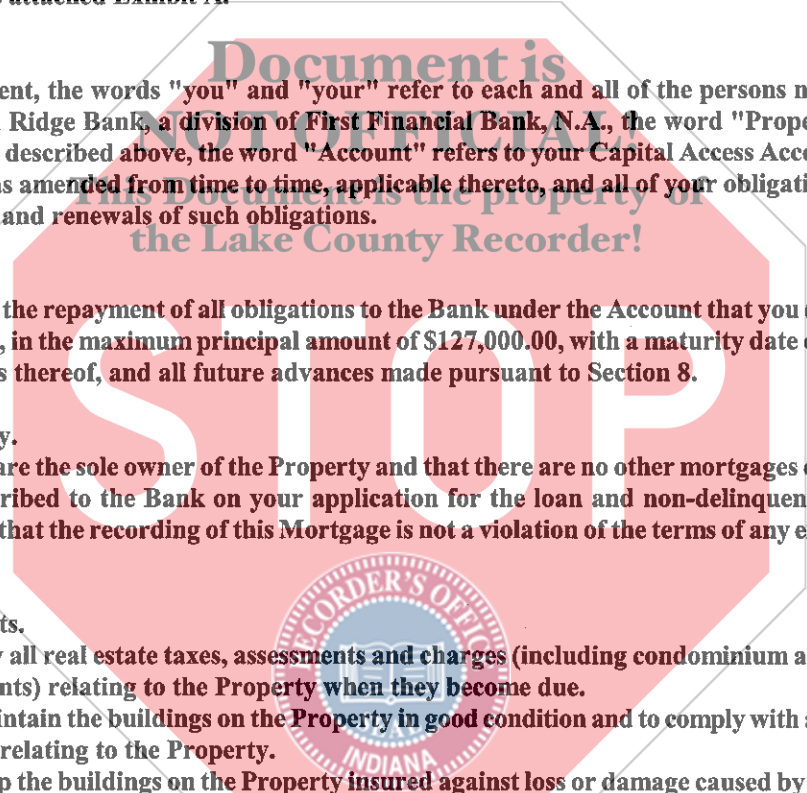 attached Exhibit A.
Document is
ent, the words "you" and "your" refer to each and all of the persons
Ridge Bank, a division of First Financial Bank, N.A., the word "Prope
NOT OFFICIAL!
described above, the word "Account" refers to your Capital Access Acco
s amended from time to time, applicable thereto, and all of your obligati
This Document is the property of
and renewals of such obligations.
the Lake County Recorder!
the repayment of all obligations to the Bank under the Account that you
, in the maximum principal amount of $127,000.00, with a maturity date
s thereof, and all future advances made pursuant to Section 8.
STOP
y.
are the sole owner of the Property and that there are no other mortgages
ribed to the Bank on your application for the loan and non-delinquen
that the recording of this Mortgage is not a violation of the terms of any e
RECORDER'S OFFICE
ts.
all real estate taxes, assessments and charges (including condominium a
nts) relating to the Property when they become due.
intain the buildings on the Property in good condition and to comply with
SEAL
relating to the Property.
INDIANA
p the buildings on the Property insured against loss or damage caused by